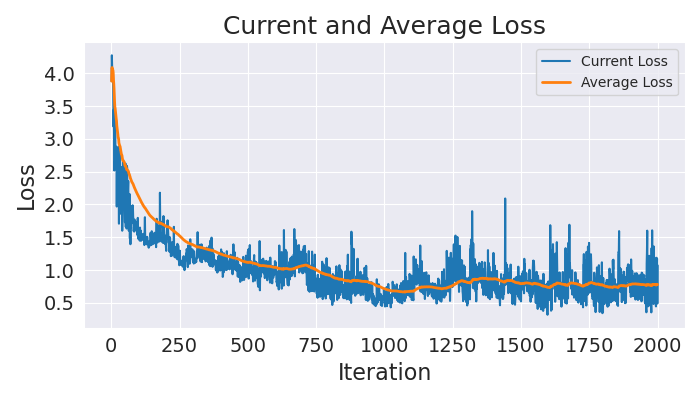 Current and Average Loss
Current Loss
Average Loss
Loss
4.0
3.5
3.0
2.5
2.0
1.5
1.0
0.5
0 250 500 750 1000 1250 1500 1750 2000
Iteration